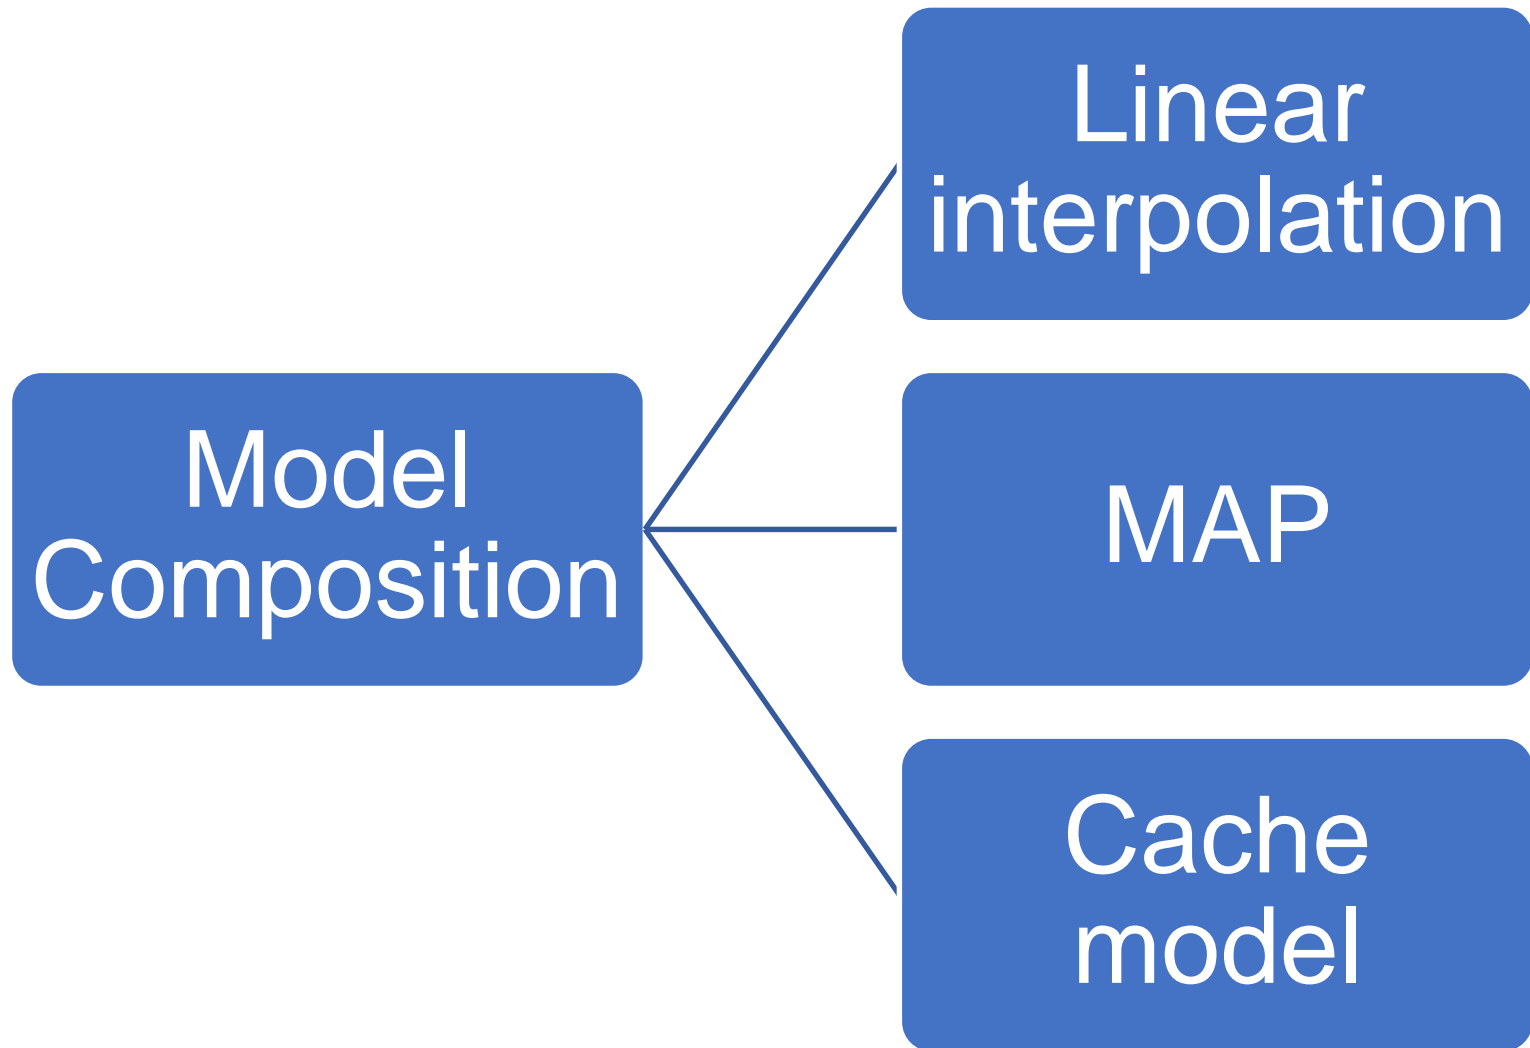 Linear
interpolation
Model
Composition
MAP
Cache
model